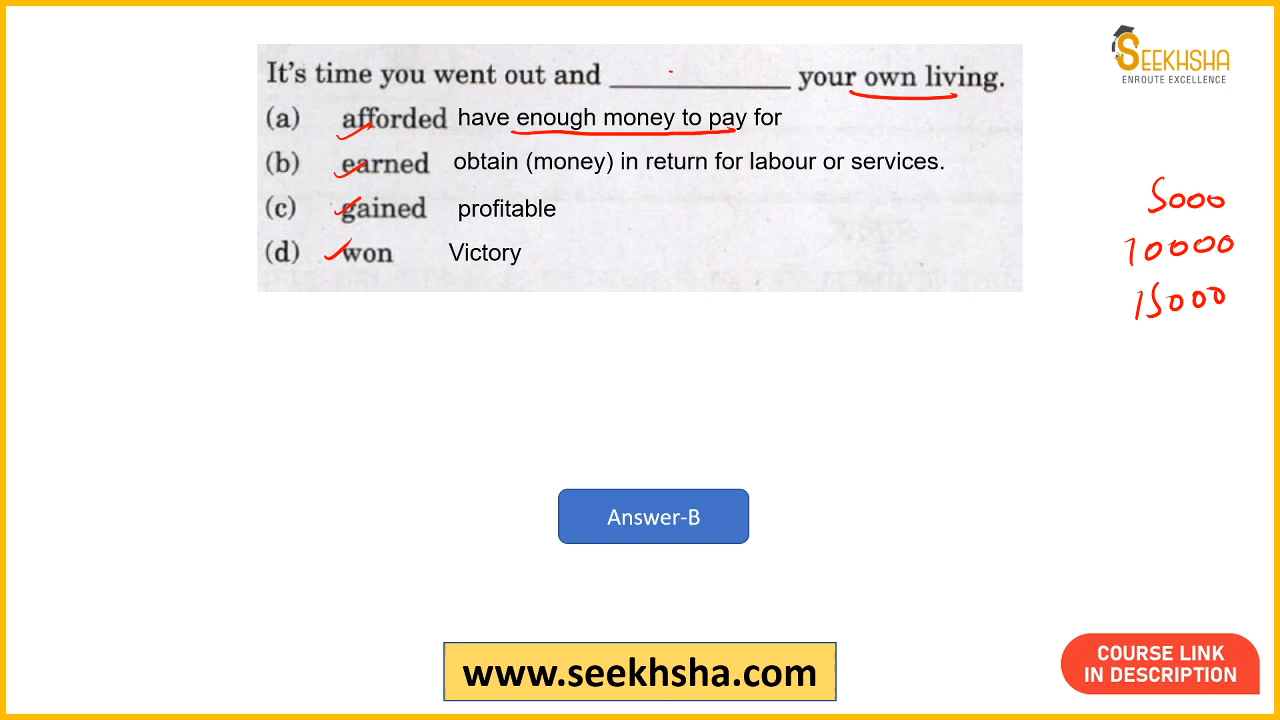 SEEKHSHA
ENROUTE EXCELLENCE
It's time you went out and ____________ your own living.
(a) afforded have enough money to pay for
(b) earned obtain (money) in return for labour or services.
(c) gained profitable
(d) won Victory
5000
10000
15000
Answer-B
www.seekhsha.com
COURSE LINK
IN DESCRIPTION